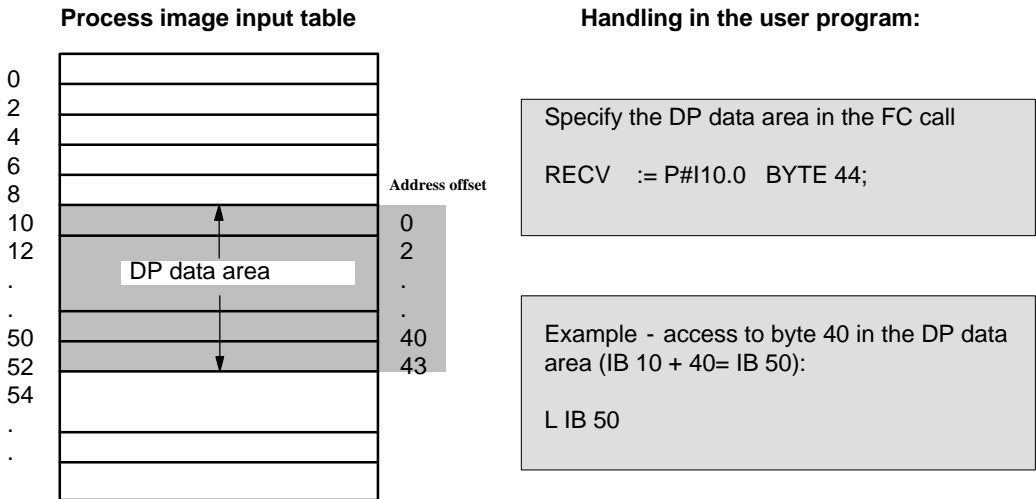 Process image input table
0
2
4
6
8
10
12
.
.
50
52
54
.
.
DP data area
Address offset
0
2
.
.
40
43
Handling in the user program:
Specify the DP data area in the FC call
RECV := P#I10.0 BYTE 44;
Example - access to byte 40 in the DP data
area (IB 10 + 40= IB 50):
L IB 50